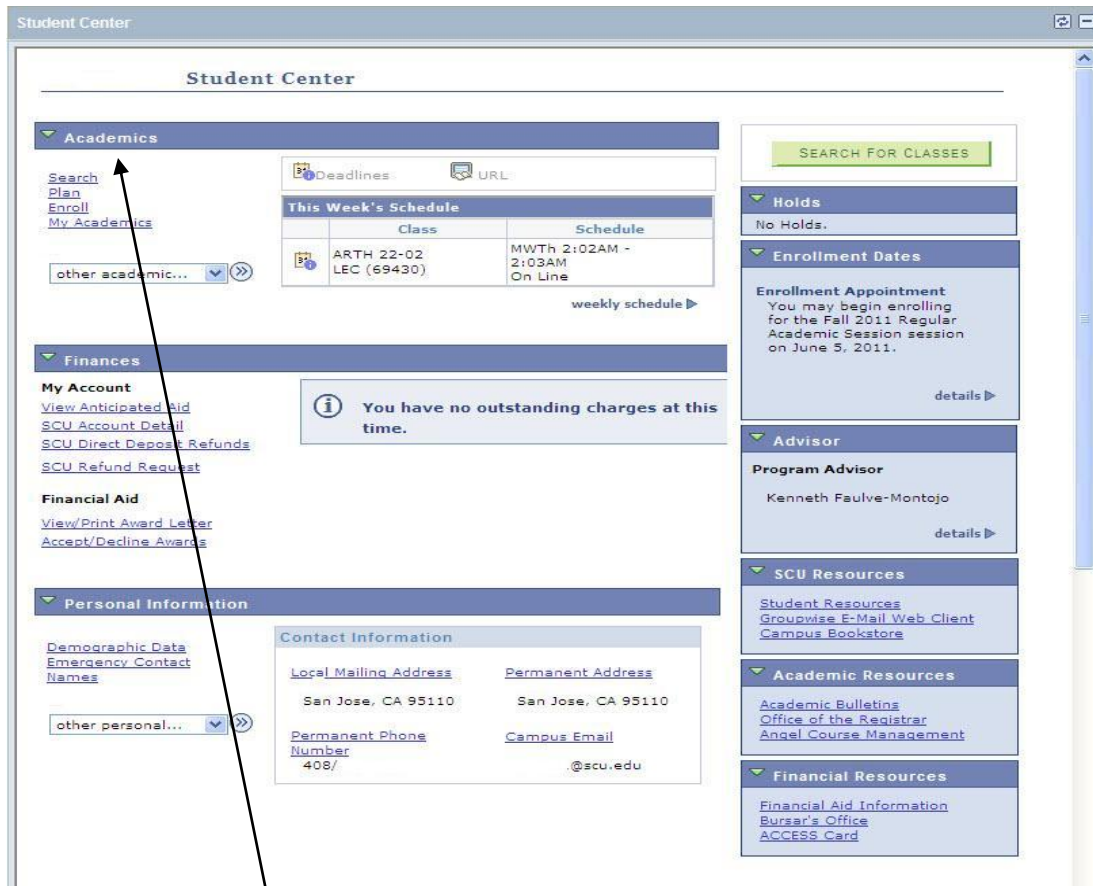 Student Center
Student Center
Academics
Search
Plan
Enroll
My Academics
other academic...
Deadlines
URL
This Week's Schedule
Class
Schedule
ARTH 22-02
LEC (69430)
MWTh 2:02AM -
2:03AM
On Line
weekly schedule
Finances
My Account
View Anticipated Aid
SCU Account Detail
SCU Direct Deposit Refunds
SCU Refund Request
Financial Aid
View/Print Award Letter
Accept/Decline Awards
You have no outstanding charges at this
time.
Personal Information
Demographic Data
Emergency Contact
Names
other personal...
Contact Information
Local Mailing Address
San Jose, CA 95110
Permanent Address
San Jose, CA 95110
Permanent Phone
Number
408/
Campus Email
.@scu.edu
SEARCH FOR CLASSES
Holds
No Holds.
Enrollment Dates
Enrollment Appointment
You may begin enrolling
for the Fall 2011 Regular
Academic Session session
on June 5, 2011.
details
Advisor
Program Advisor
Kenneth Faulve-Montojo
details
SCU Resources
Student Resources
Groupwise E-Mail Web Client
Campus Bookstore
Academic Resources
Academic Bulletins
Office of the Registrar
Angel Course Management
Financial Resources
Financial Aid Information
Bursar's Office
ACCESS Card